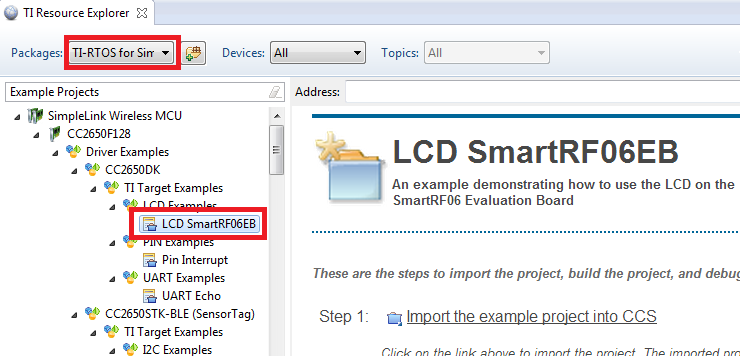 TI Resource Explorer
Packages: TI-RTOS for Sim Devices: All Topics: All
Example Projects
Address:
SimpleLink Wireless MCU
CC2650F128
Driver Examples
CC2650DK
TI Target Examples
LCD Examples
LCD SmartRF06EB
PIN Examples
Pin Interrupt
UART Examples
UART Echo
CC2650STK-BLE (SensorTag)
TI Target Examples
I2C Examples
LCD SmartRF06EB
An example demonstrating how to use the LCD on the
SmartRF06 Evaluation Board
These are the steps to import the project, build the project, and debug
Step 1: Import the example project into CCS
Click on the link above to import the project. The imported pro